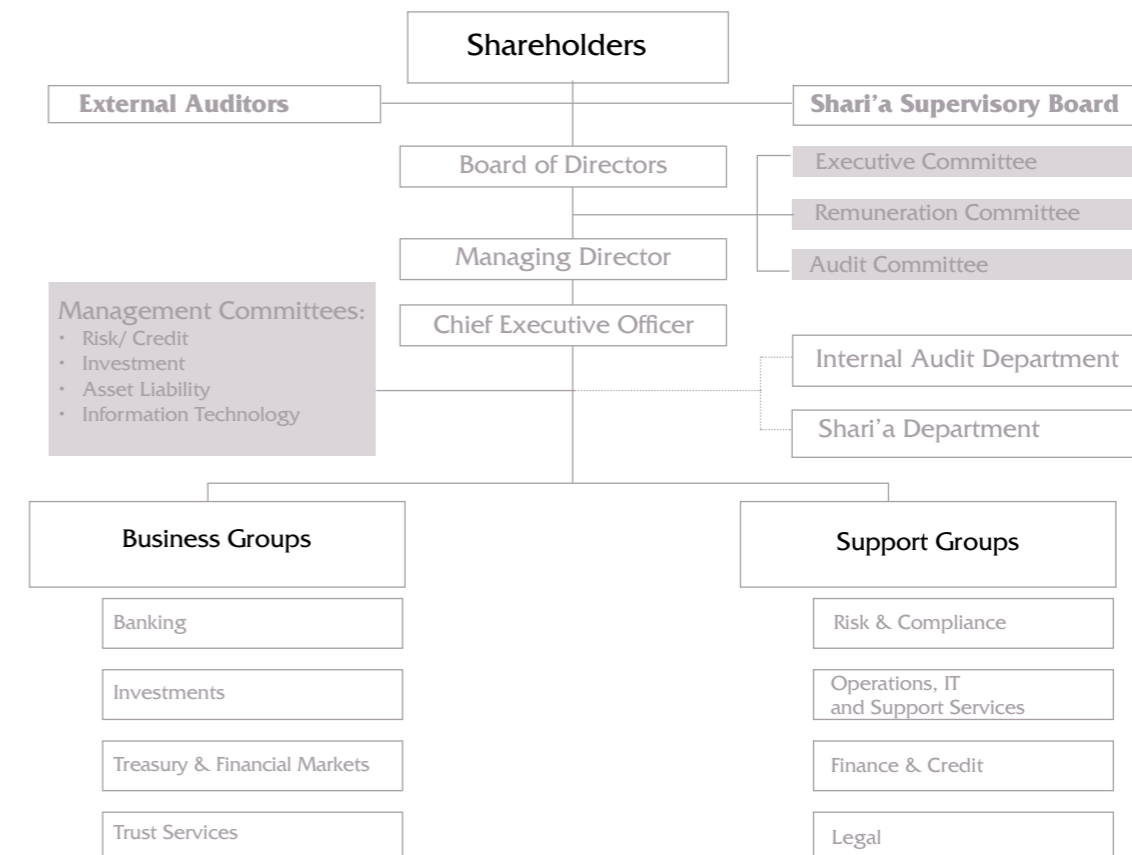 Shareholders
External Auditors
Shari'a Supervisory Board
Board of Directors
Executive Committee
Remuneration Committee
Managing Director
Audit Committee
Management Committees:
• Risk/ Credit
• Investment
• Asset Liability
• Information Technology
Chief Executive Officer
Internal Audit Department
Shari'a Department
Business Groups
Banking
Investments
Treasury & Financial Markets
Trust Services
Support Groups
Risk & Compliance
Operations, IT
and Support Services
Finance & Credit
Legal